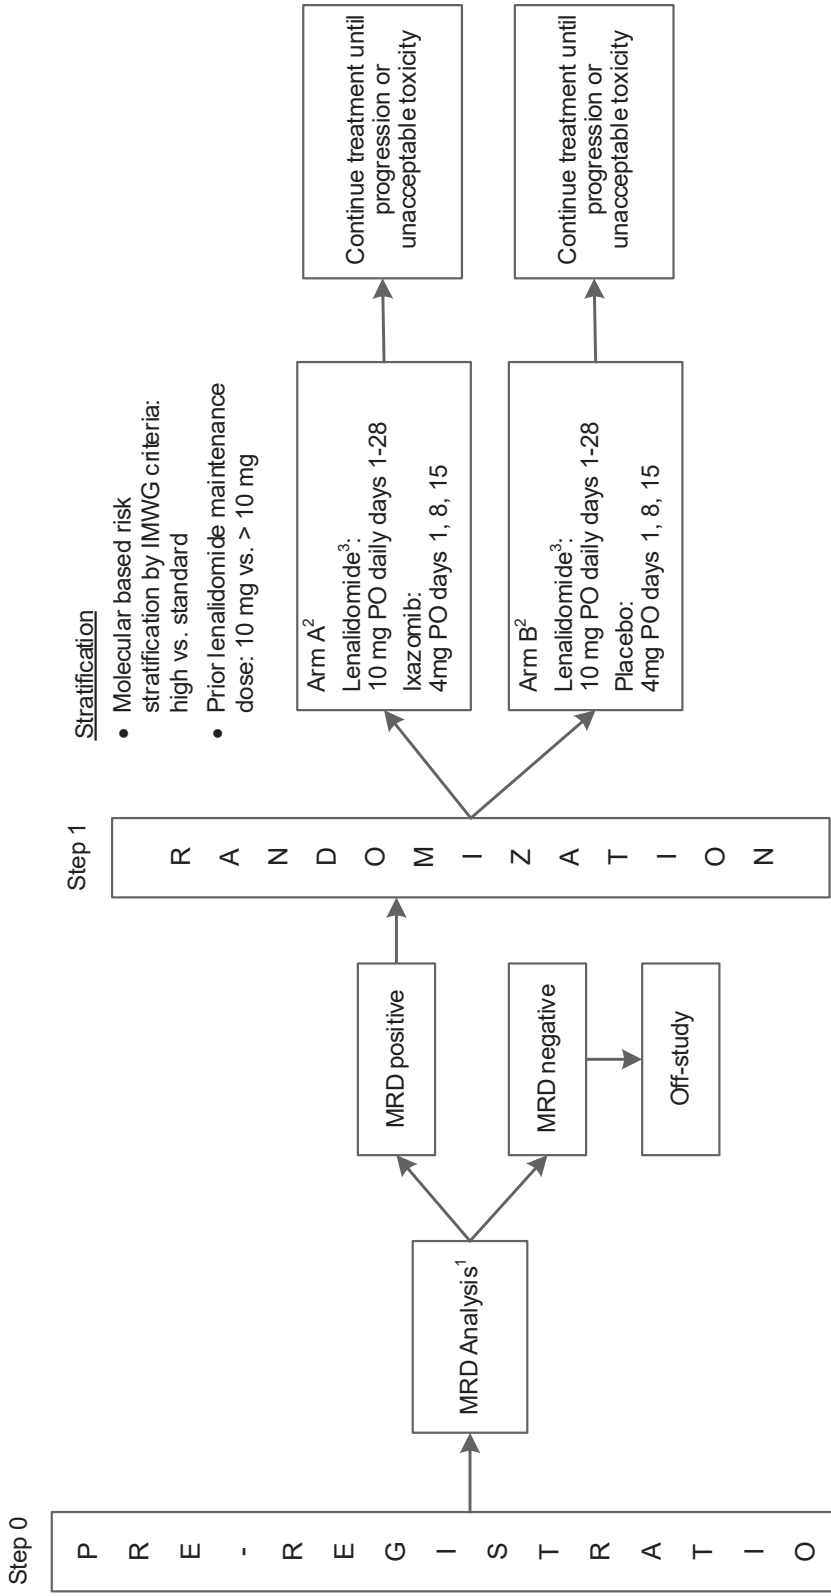 Step 0
P
R
E
-
R
E
G
I
S
T
R
A
T
I
O
MRD Analysis¹
MRD positive
MRD negative
Off-study
Step 1
R
A
N
D
O
M
I
Z
A
T
I
O
N
Stratification
• Molecular based risk
stratification by IMWG criteria:
high vs. standard
• Prior lenalidomide maintenance
dose: 10 mg vs. > 10 mg
Arm A²
Lenalidomide³:
10 mg PO daily days 1-28
Ixazomib:
4mg PO days 1, 8, 15
Arm B²
Lenalidomide³:
10 mg PO daily days 1-28
Placebo:
4mg PO days 1, 8, 15
Continue treatment until
progression or
unacceptable toxicity
Continue treatment until
progression or
unacceptable toxicity